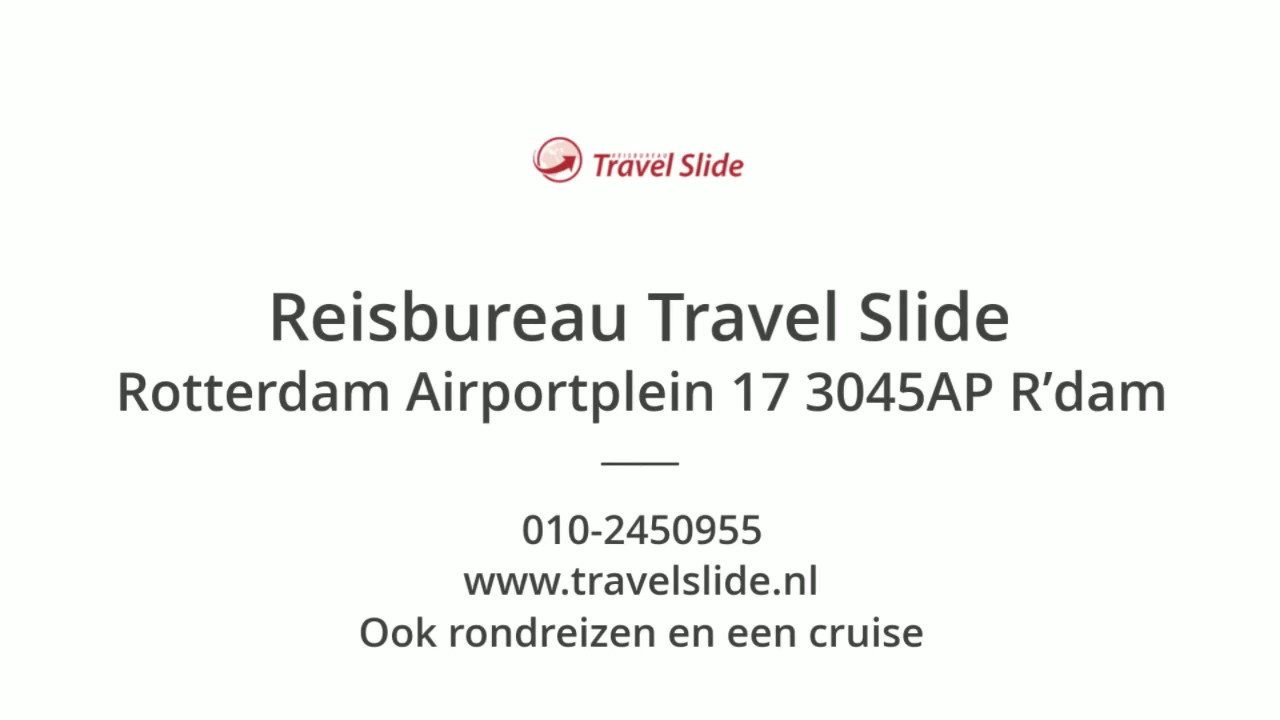 REISBUREAU
Travel Slide
Reisbureau Travel Slide
Rotterdam Airportplein 17 3045AP R’dam
010-2450955
www.travelslide.nl
Ook rondreizen en een cruise